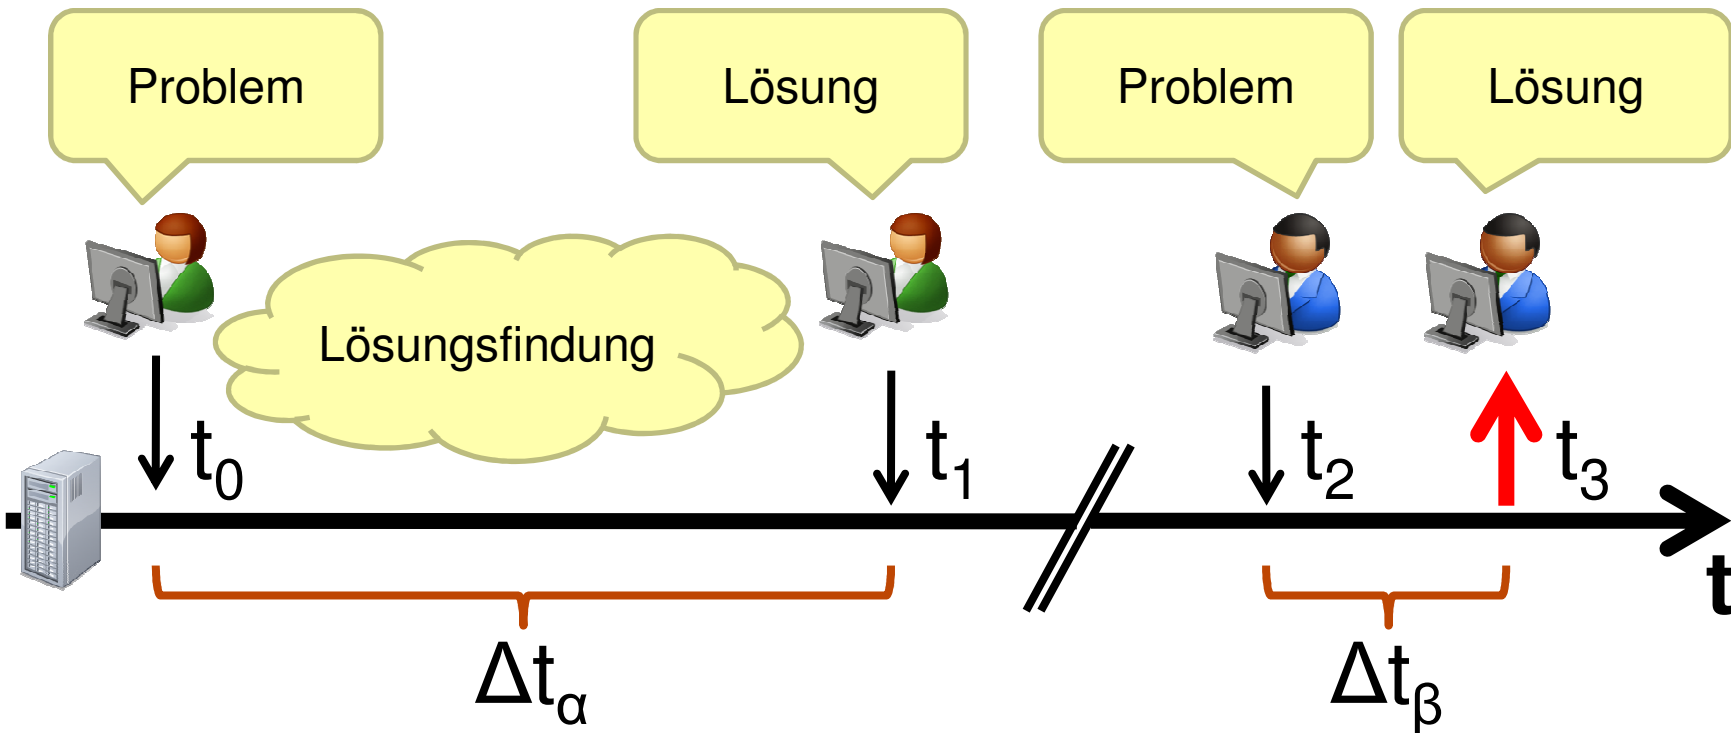 Problem
Lösung
Problem
Lösung
Lösungsfindung
t₀
t₁
t₂
t₃
t
Δtα
Δtᵦ